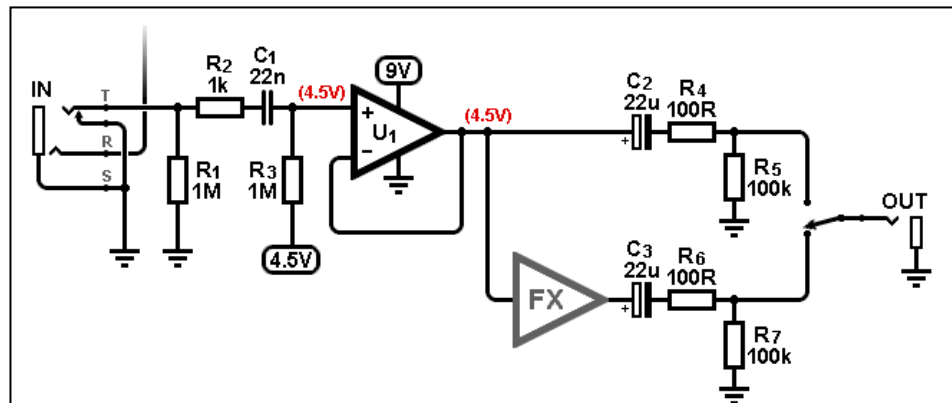 IN
T
R
S
R2
1k
C1
22n
(4.5V)
9V
+
U1
−
(4.5V)
R1
1M
R3
1M
4.5V
C2
22u
+
R4
100R
R5
100k
OUT
FX
C3
22u
+
R6
100R
R7
100k